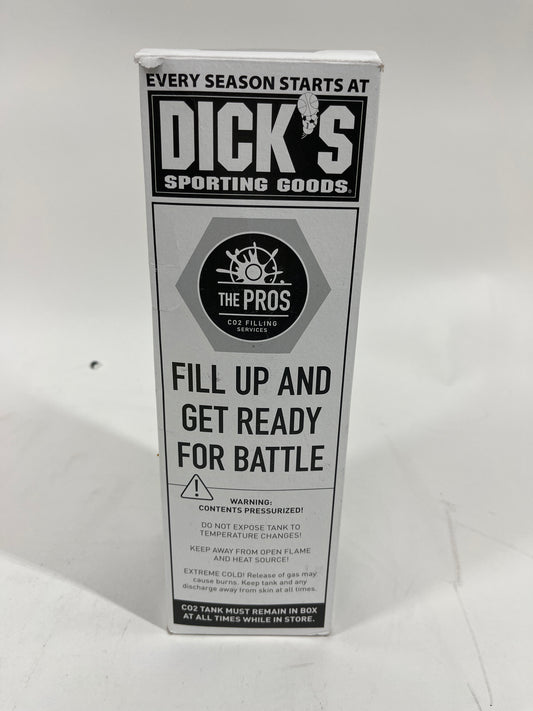 EVERY SEASON STARTS AT
DICK'S
SPORTING GOODS®
THE PROS
CO2 FILLING
SERVICES
FILL UP AND
GET READY
FOR BATTLE
WARNING:
CONTENTS PRESSURIZED!
DO NOT EXPOSE TANK TO
TEMPERATURE CHANGES!
KEEP AWAY FROM OPEN FLAME
AND HEAT SOURCE!
EXTREME COLD! Release of gas may
cause burns. Keep tank and any
discharge away from skin at all times.
CO2 TANK MUST REMAIN IN BOX
AT ALL TIMES WHILE IN STORE.